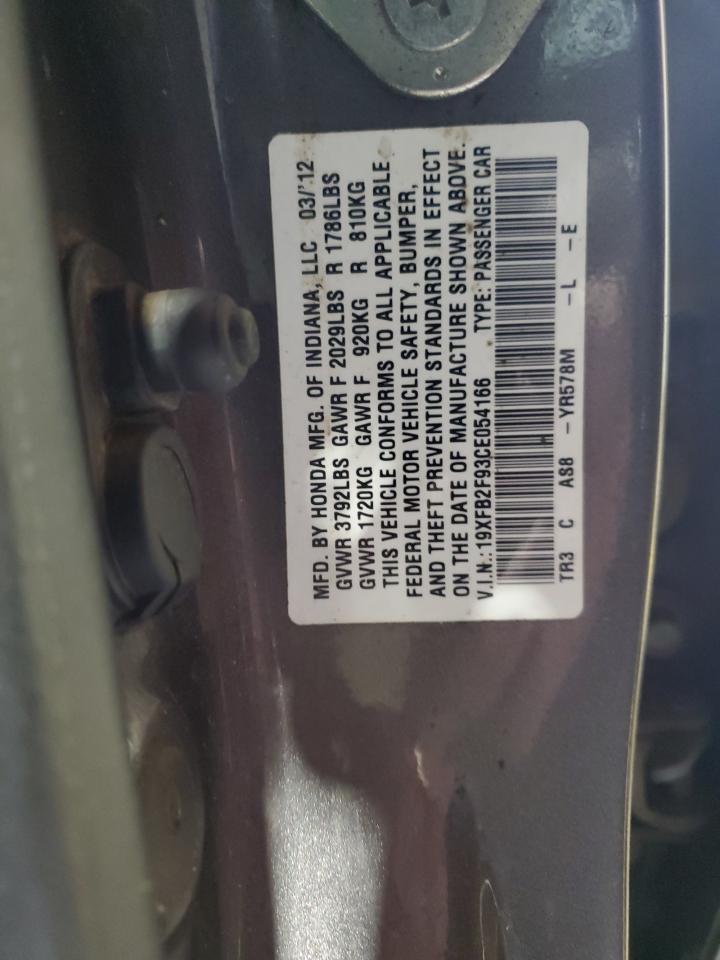 MFD. BY HONDA MFG. OF INDIANA, LLC 03/'12
GVWR 3792LBS GAWR F 2029LBS R 1786LBS
GVWR 1720KG GAWR F 920KG R 810KG
THIS VEHICLE CONFORMS TO ALL APPLICABLE
FEDERAL MOTOR VEHICLE SAFETY, BUMPER,
AND THEFT PREVENTION STANDARDS IN EFFECT
ON THE DATE OF MANUFACTURE SHOWN ABOVE.
V.I.N.: 19XFB2F93CE054166 TYPE: PASSENGER CAR
TR3 C AS8 -YR578M -L -E